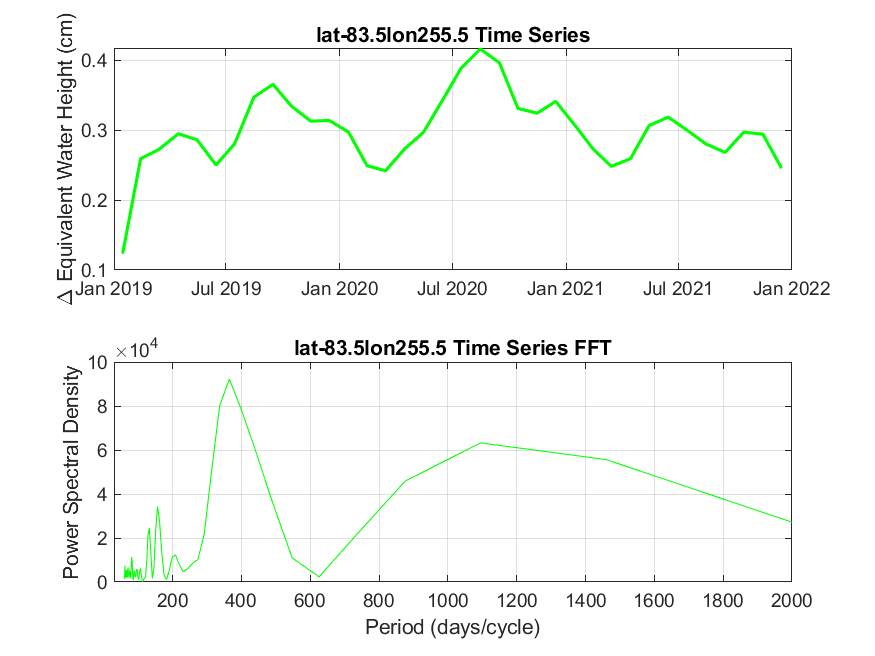 lat-83.5lon255.5 Time Series
Δ Equivalent Water Height (cm)
0.4
0.3
0.2
0.1
Jan 2019 Jul 2019 Jan 2020 Jul 2020 Jan 2021 Jul 2021 Jan 2022
lat-83.5lon255.5 Time Series FFT
×10⁴
Power Spectral Density
10
8
6
4
2
0
200 400 600 800 1000 1200 1400 1600 1800 2000
Period (days/cycle)